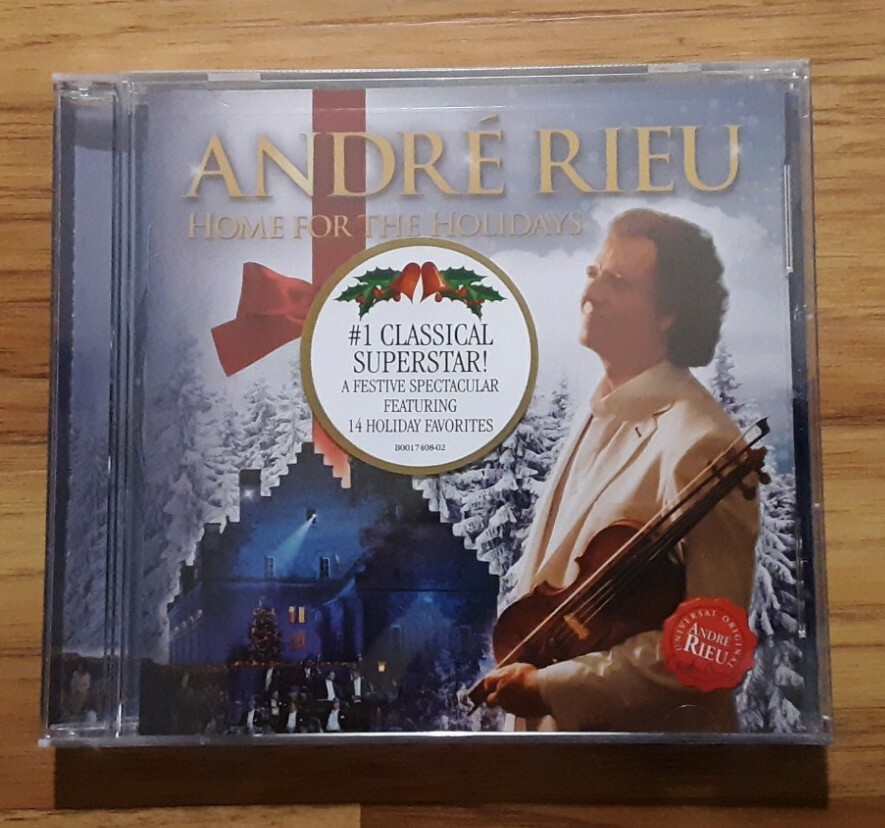 ANDRÉ RIEU
HOME FOR THE HOLIDAYS
#1 CLASSICAL
SUPERSTAR!
A FESTIVE SPECTACULAR
FEATURING
14 HOLIDAY FAVORITES
B0017408-02
UNIVERSAL ORIGINAL
ANDRÉ
RIEU